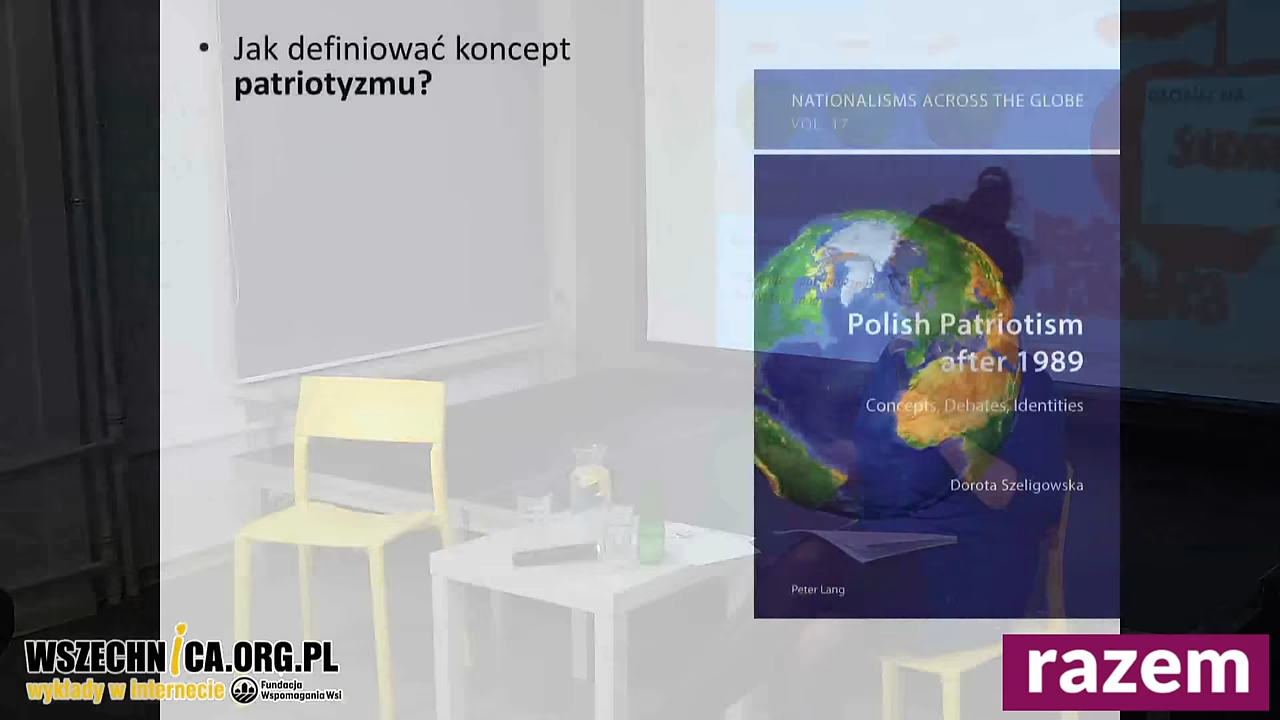 • Jak definiować koncept
patriotyzmu?
NATIONALISMS ACROSS THE GLOBE
VOL. 17
Polish Patriotism
after 1989
Concepts, Debates, Identities
Dorota Szeligowska
Peter Lang
WSZECHNICA.ORG.PL
wykłady w Internecie
Fundacja
Wspomagania Wsi
razem